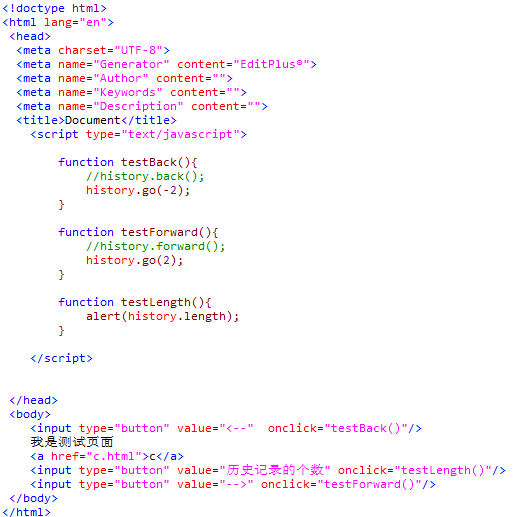 <!doctype html>
<html lang="en">
 <head>
  <meta charset="UTF-8">
  <meta name="Generator" content="EditPlus®">
  <meta name="Author" content="">
  <meta name="Keywords" content="">
  <meta name="Description" content="">
  <title>Document</title>
    <script type="text/javascript">
        function testBack(){
            //history.back();
            history.go(-2);
        }
        function testForward(){
            //history.forward();
            history.go(2);
        }
        function testLength(){
            alert(history.length);
        }
    </script>
 </head>
 <body>
    <input type="button" value="<--"  onclick="testBack()"/>
    我是测试页面
    <a href="c.html">c</a>
    <input type="button" value="历史记录的个数" onclick="testLength()"/>
    <input type="button" value="-->" onclick="testForward()"/>
 </body>
</html>